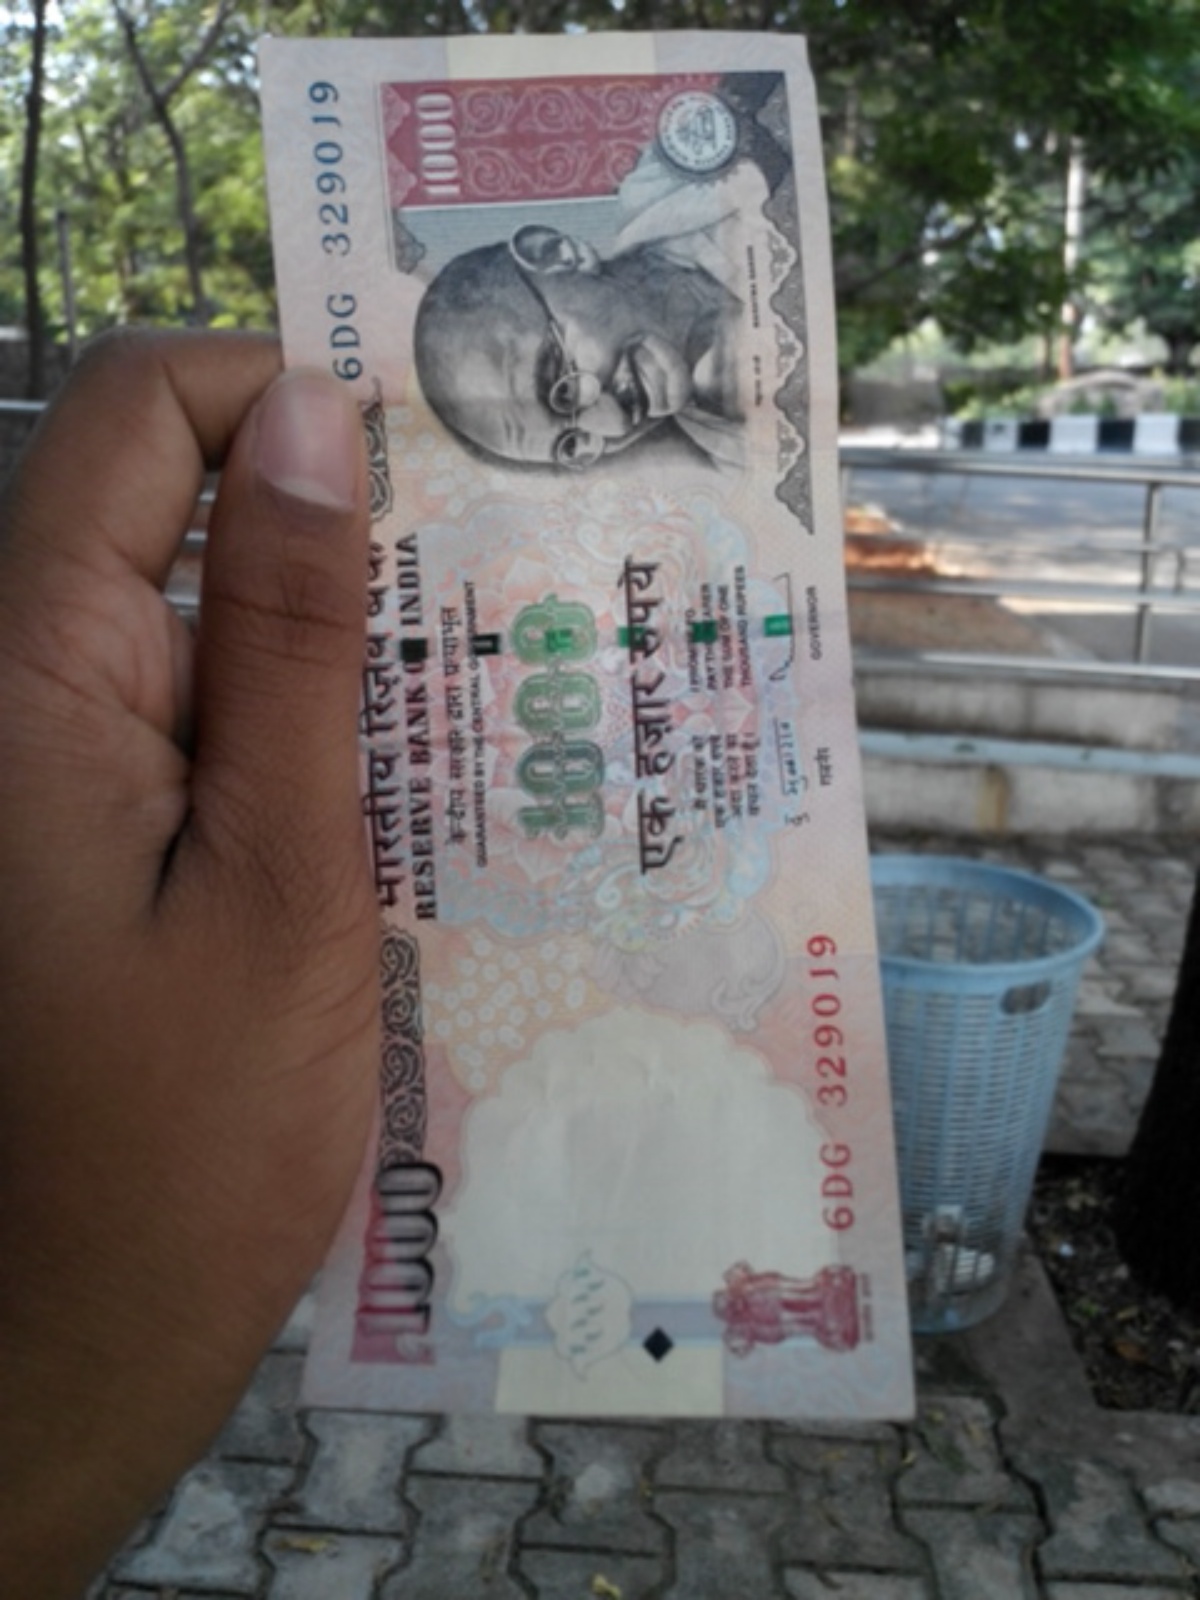 भारतीय रिज़र्व बैंक
RESERVE BANK OF INDIA
केन्द्रीय सरकार द्वारा प्रत्याभूत
GUARANTEED BY THE CENTRAL GOVERNMENT
1000
6DG 329019
1000
1000
एक हज़ार रुपये
मैं धारक को
एक हज़ार रुपये
अदा करने का
वचन देता हूँ।
I PROMISE TO
PAY THE BEARER
THE SUM OF ONE
THOUSAND RUPEES
गवर्नर
GOVERNOR
6DG 329019